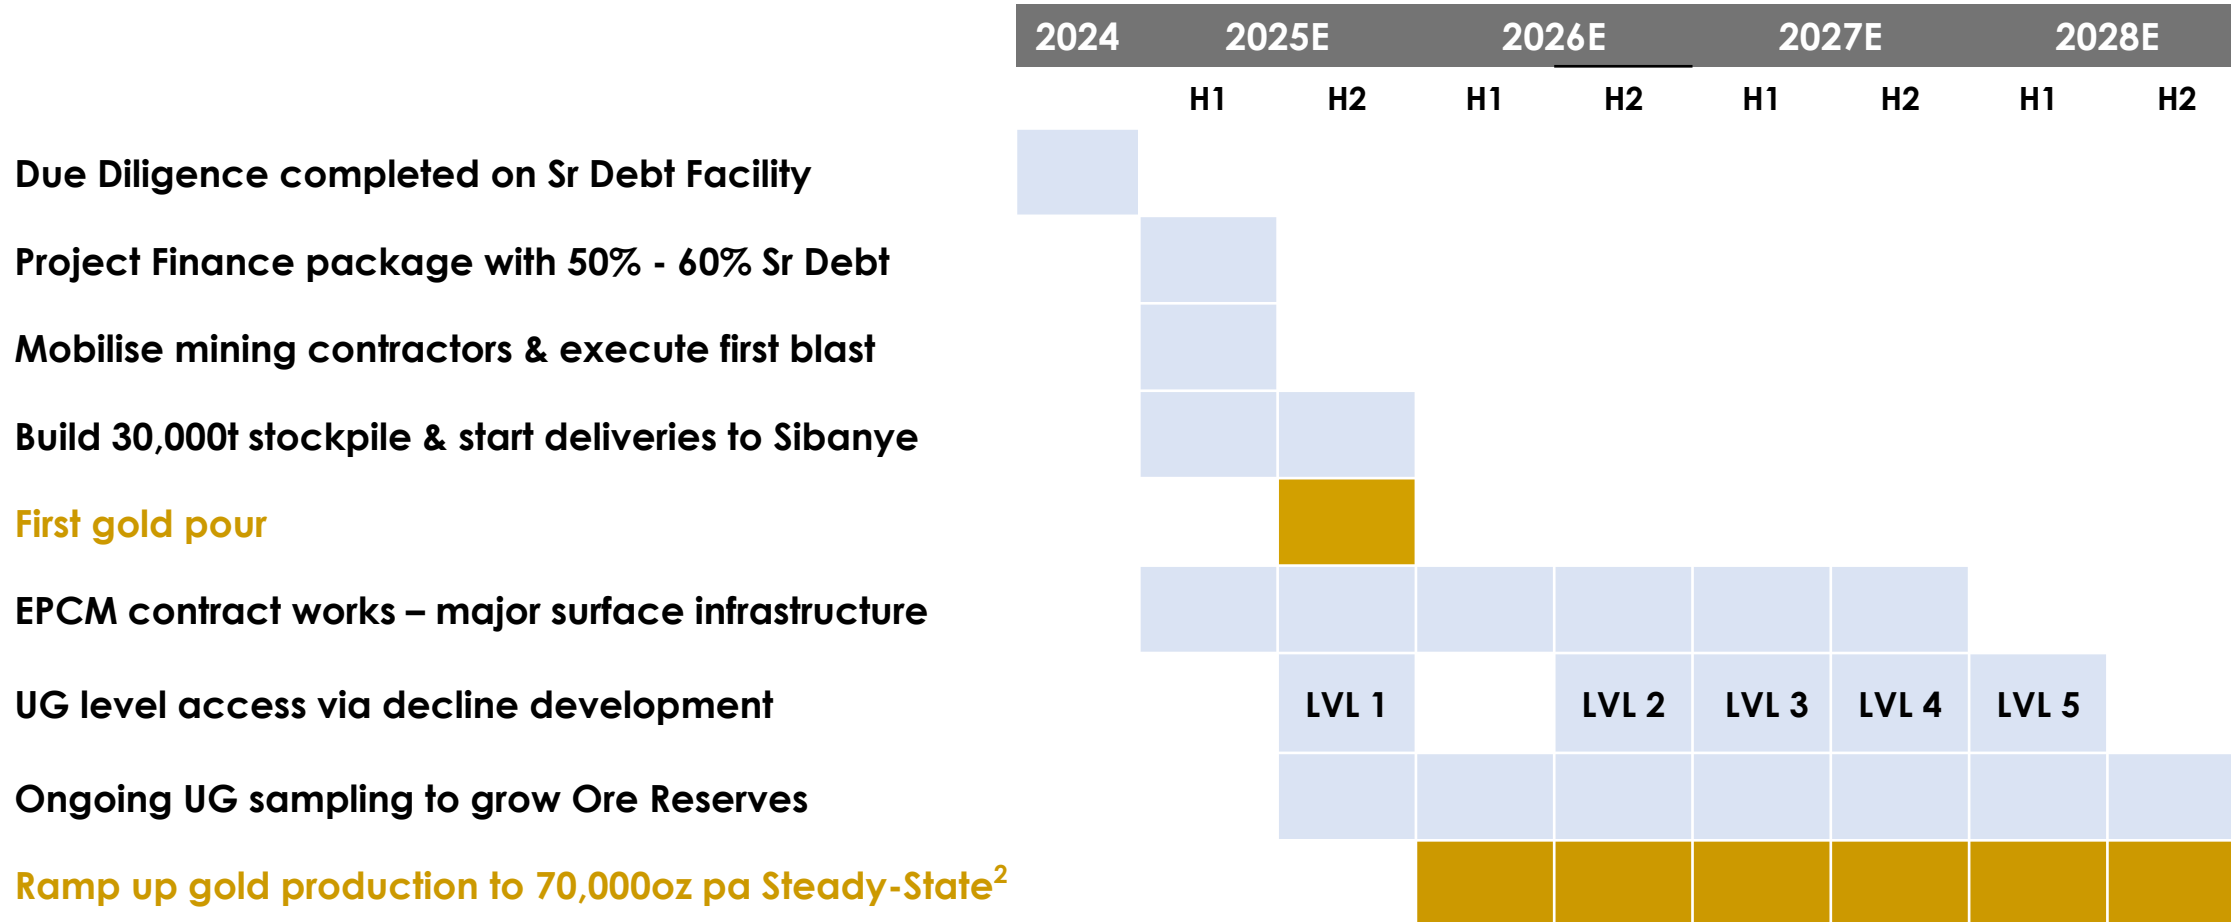 2024 2025E 2026E 2027E 2028E
H1 H2 H1 H2 H1 H2 H1 H2
Due Diligence completed on Sr Debt Facility
Project Finance package with 50% - 60% Sr Debt
Mobilise mining contractors & execute first blast
Build 30,000t stockpile & start deliveries to Sibanye
First gold pour
EPCM contract works – major surface infrastructure
UG level access via decline development LVL 1 LVL 2 LVL 3 LVL 4 LVL 5
Ongoing UG sampling to grow Ore Reserves
Ramp up gold production to 70,000oz pa Steady-State²